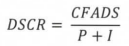 DSCR = CFADS / P + I